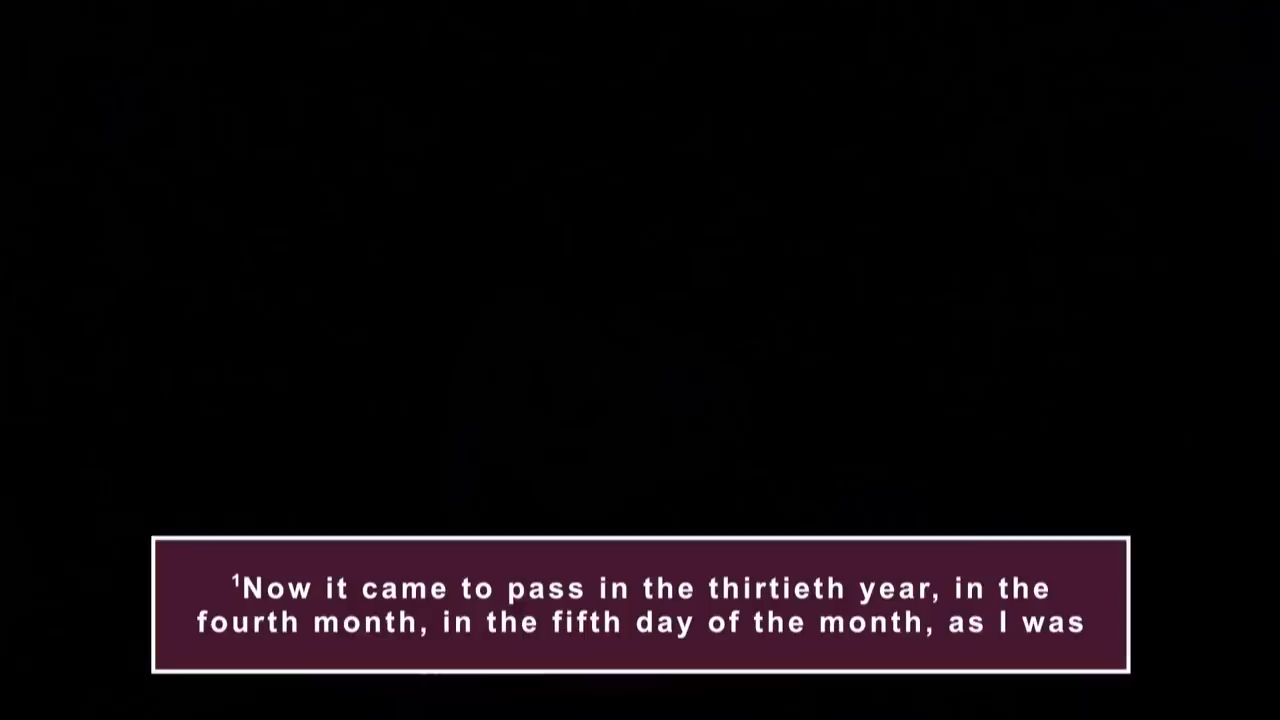 ¹Now it came to pass in the thirtieth year, in the
fourth month, in the fifth day of the month, as I was